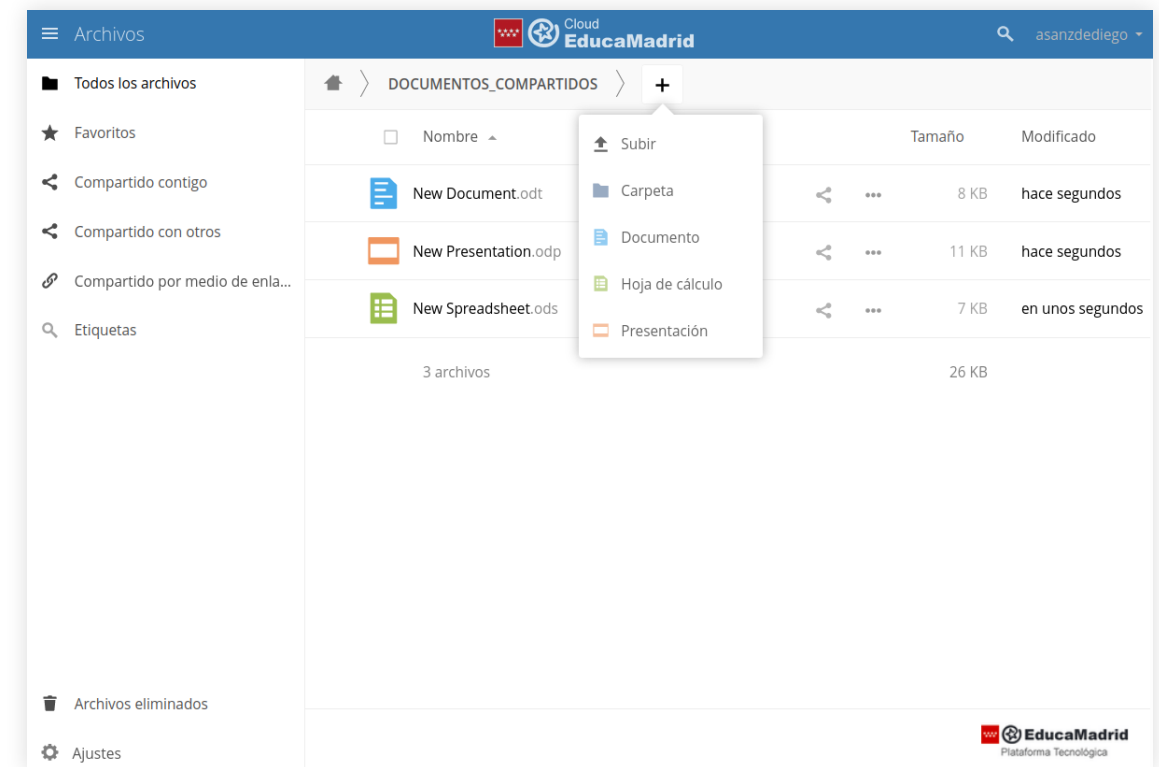 Archivos
Cloud
EducaMadrid
asanzdediego
Todos los archivos
Favoritos
Compartido contigo
Compartido con otros
Compartido por medio de enla...
Etiquetas
Archivos eliminados
Ajustes
DOCUMENTOS_COMPARTIDOS
+
Subir
Carpeta
Documento
Hoja de cálculo
Presentación
Nombre Tamaño Modificado
New Document.odt 8 KB hace segundos
New Presentation.odp 11 KB hace segundos
New Spreadsheet.ods 7 KB en unos segundos
3 archivos 26 KB
EducaMadrid
Plataforma Tecnológica